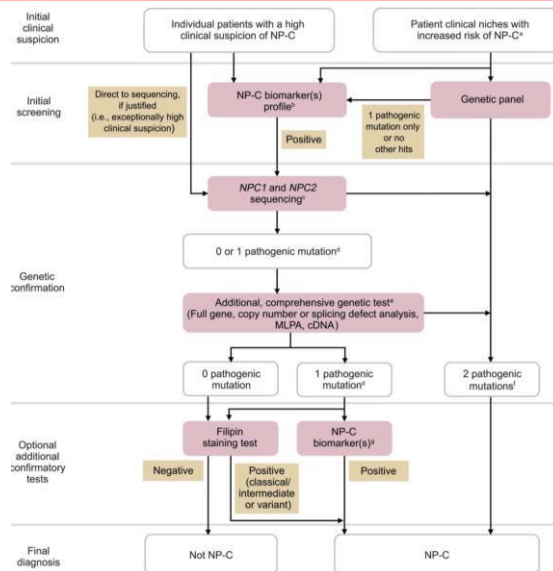 Initial
clinical
suspicion
Individual patients with a high
clinical suspicion of NP-C
Patient clinical niches with
increased risk of NP-Cᵃ
Initial
screening
Direct to sequencing,
if justified
(i.e., exceptionally high
clinical suspicion)
NP-C biomarker(s)
profileᵇ
1 pathogenic
mutation only
or no
other hits
Genetic panel
Positive
Genetic
confirmation
NPC1 and NPC2
sequencingᶜ
0 or 1 pathogenic mutationᵈ
Additional, comprehensive genetic testᵉ
(Full gene, copy number or splicing defect analysis,
MLPA, cDNA)
0 pathogenic
mutation
1 pathogenic
mutationᵈ
2 pathogenic
mutationsᶠ
Optional
additional
confirmatory
tests
Filipin
staining test
NP-C
biomarker(s)ᵍ
Negative
Positive
(classical/
intermediate
or variant)
Positive
Final
diagnosis
Not NP-C
NP-C